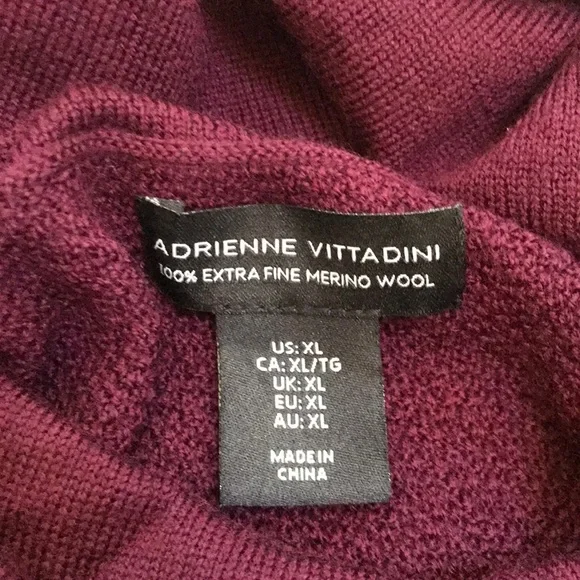 ADRIENNE VITTADINI
100% EXTRA FINE MERINO WOOL
US: XL
CA: XL/TG
UK: XL
EU: XL
AU: XL
MADE IN
CHINA